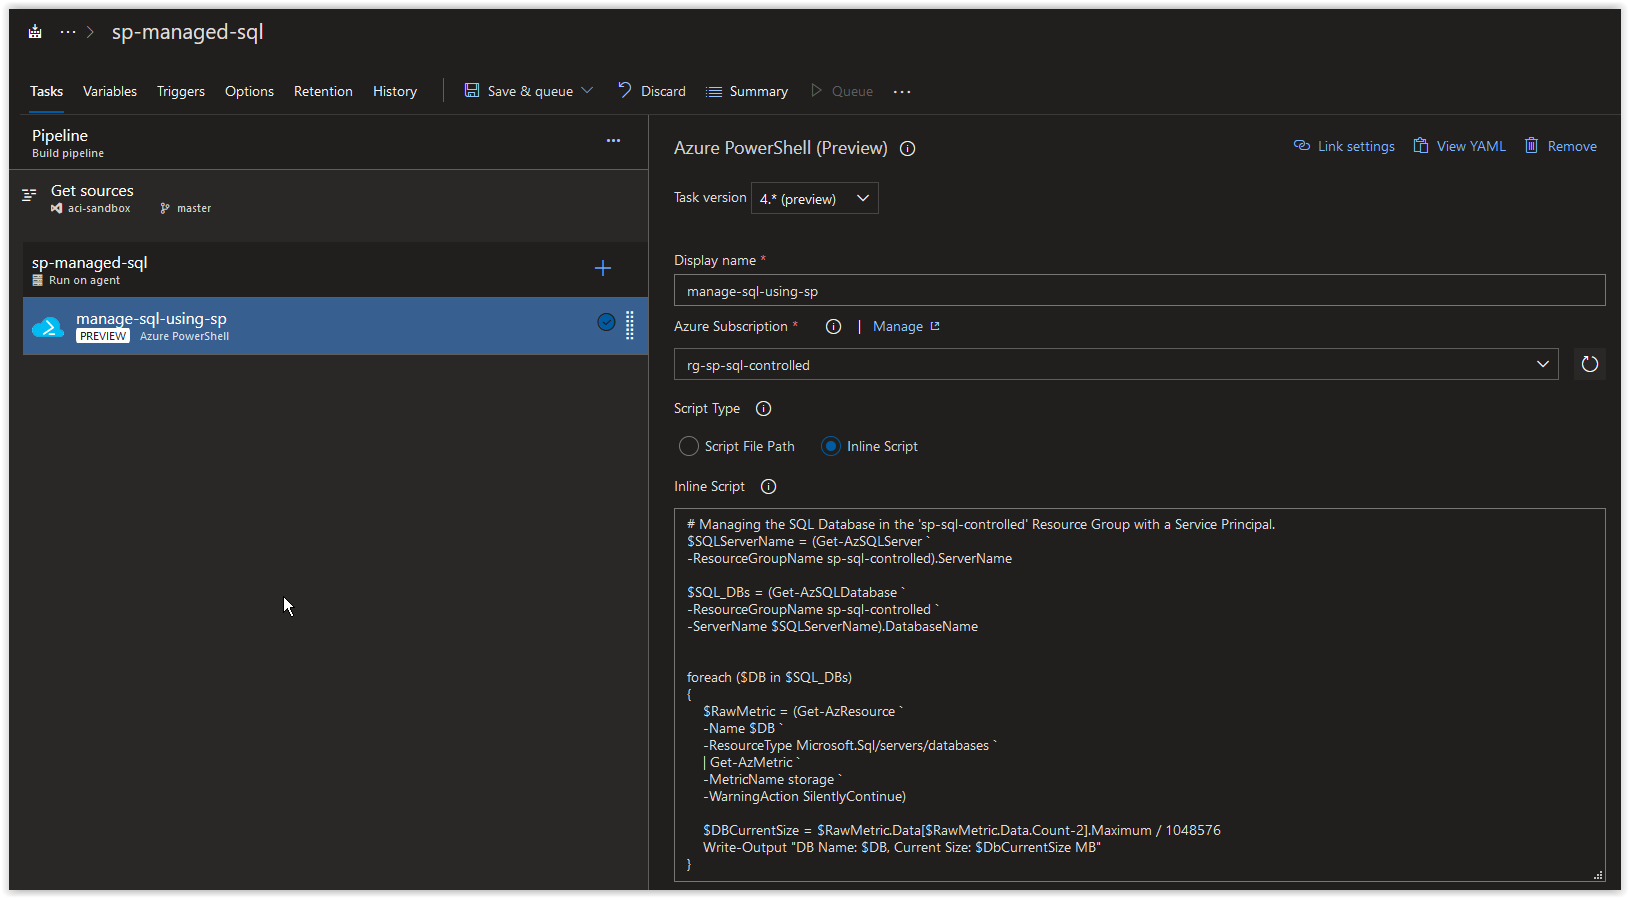 sp-managed-sql
Tasks Variables Triggers Options Retention History Save & queue Discard Summary Queue
Pipeline
Build pipeline
Get sources
aci-sandbox master
sp-managed-sql
Run on agent
manage-sql-using-sp
PREVIEW Azure PowerShell
Azure PowerShell (Preview)
Link settings View YAML Remove
Task version 4.* (preview)
Display name *
manage-sql-using-sp
Azure Subscription * | Manage
rg-sp-sql-controlled
Script Type
Script File Path Inline Script
Inline Script
# Managing the SQL Database in the 'sp-sql-controlled' Resource Group with a Service Principal.
$SQLServerName = (Get-AzSQLServer `
-ResourceGroupName sp-sql-controlled).ServerName
$SQL_DBs = (Get-AzSQLDatabase `
-ResourceGroupName sp-sql-controlled `
-ServerName $SQLServerName).DatabaseName
foreach ($DB in $SQL_DBs)
{
$RawMetric = (Get-AzResource `
-Name $DB `
-ResourceType Microsoft.Sql/servers/databases `
| Get-AzMetric `
-MetricName storage `
-WarningAction SilentlyContinue)
$DBCurrentSize = $RawMetric.Data[$RawMetric.Data.Count-2].Maximum / 1048576
Write-Output "DB Name: $DB, Current Size: $DbCurrentSize MB"
}